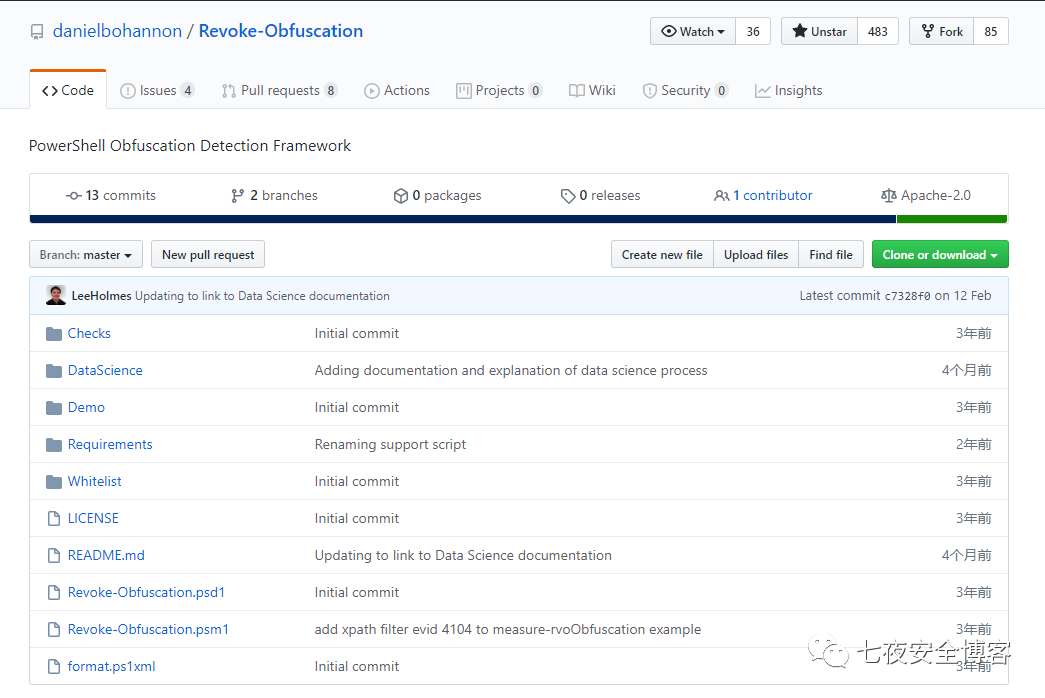 danielbohannon / Revoke-Obfuscation Watch 36 Unstar 483 Fork 85
Code Issues 4 Pull requests 8 Actions Projects 0 Wiki Security 0 Insights
PowerShell Obfuscation Detection Framework
13 commits 2 branches 0 packages 0 releases 1 contributor Apache-2.0
Branch: master New pull request Create new file Upload files Find file Clone or download
LeeHolmes Updating to link to Data Science documentation Latest commit c7328f0 on 12 Feb
Checks Initial commit 3年前
DataScience Adding documentation and explanation of data science process 4个月前
Demo Initial commit 3年前
Requirements Renaming support script 2年前
Whitelist Initial commit 3年前
LICENSE Initial commit 3年前
README.md Updating to link to Data Science documentation 4个月前
Revoke-Obfuscation.psd1 Initial commit 3年前
Revoke-Obfuscation.psm1 add xpath filter evid 4104 to measure-rvoObfuscation example 3年前
七夜安全博客
format.ps1xml Initial commit 3年前